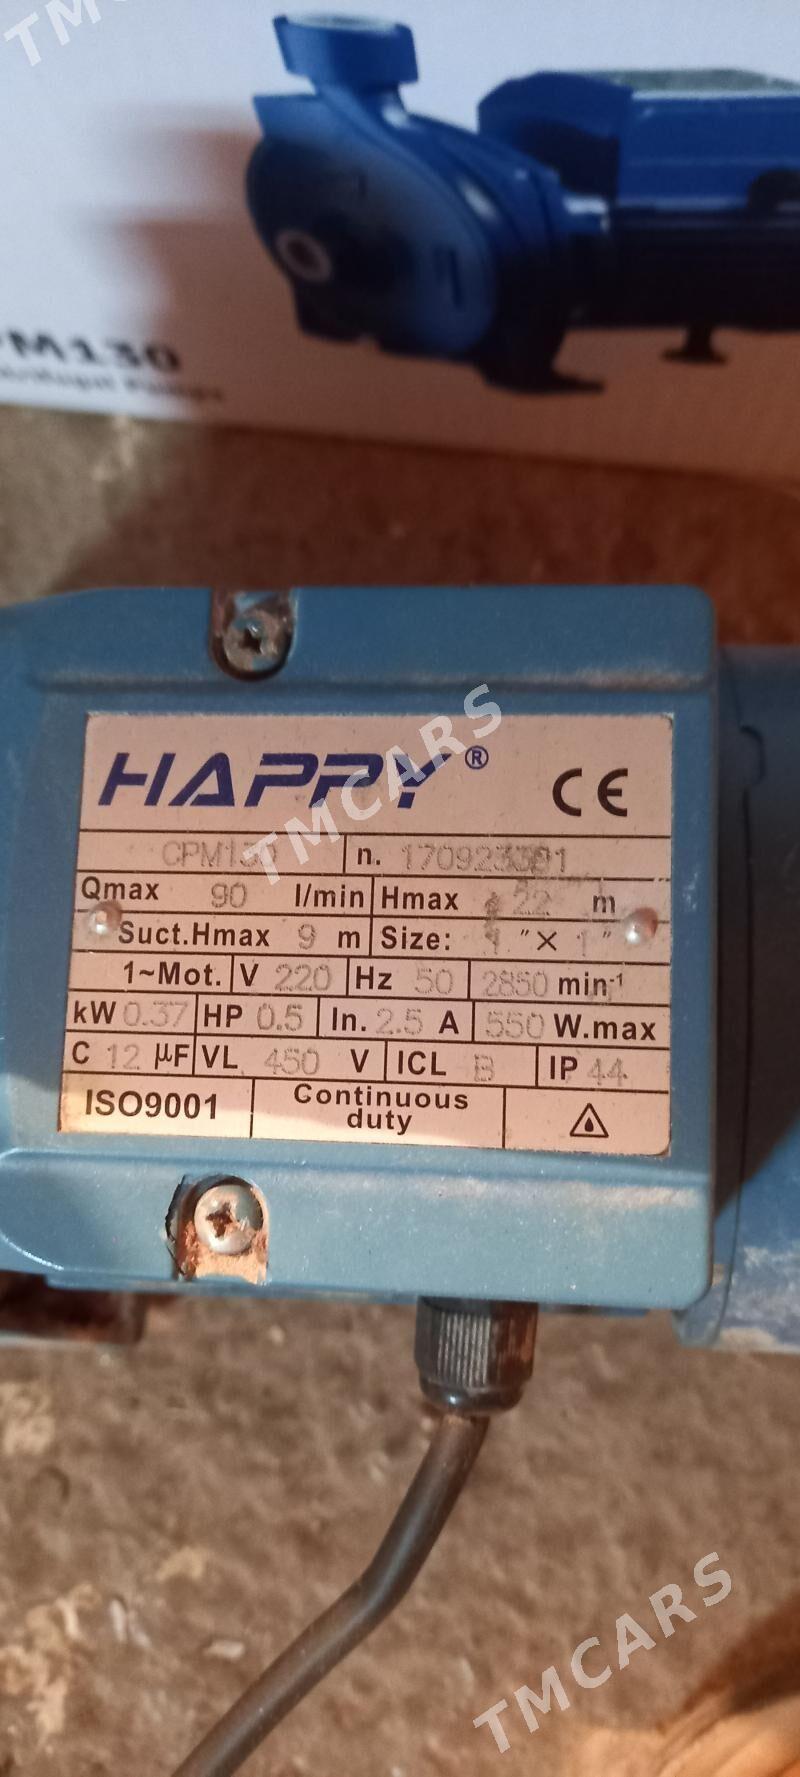 TMCARS
PM130
HAPPY ® CE
CPM130 n.
Qmax 90 l/min Hmax 22 m
Suct.Hmax 9 m Size: 1 " × 1 "
1~Mot. V 220 Hz 50 2850 min-1
kW 0.37 HP 0.5 In. 2.5 A 550 W.max
C 12 µF VL 450 V ICL B IP 44
ISO9001 Continuous duty
TMCARS
TMCARS